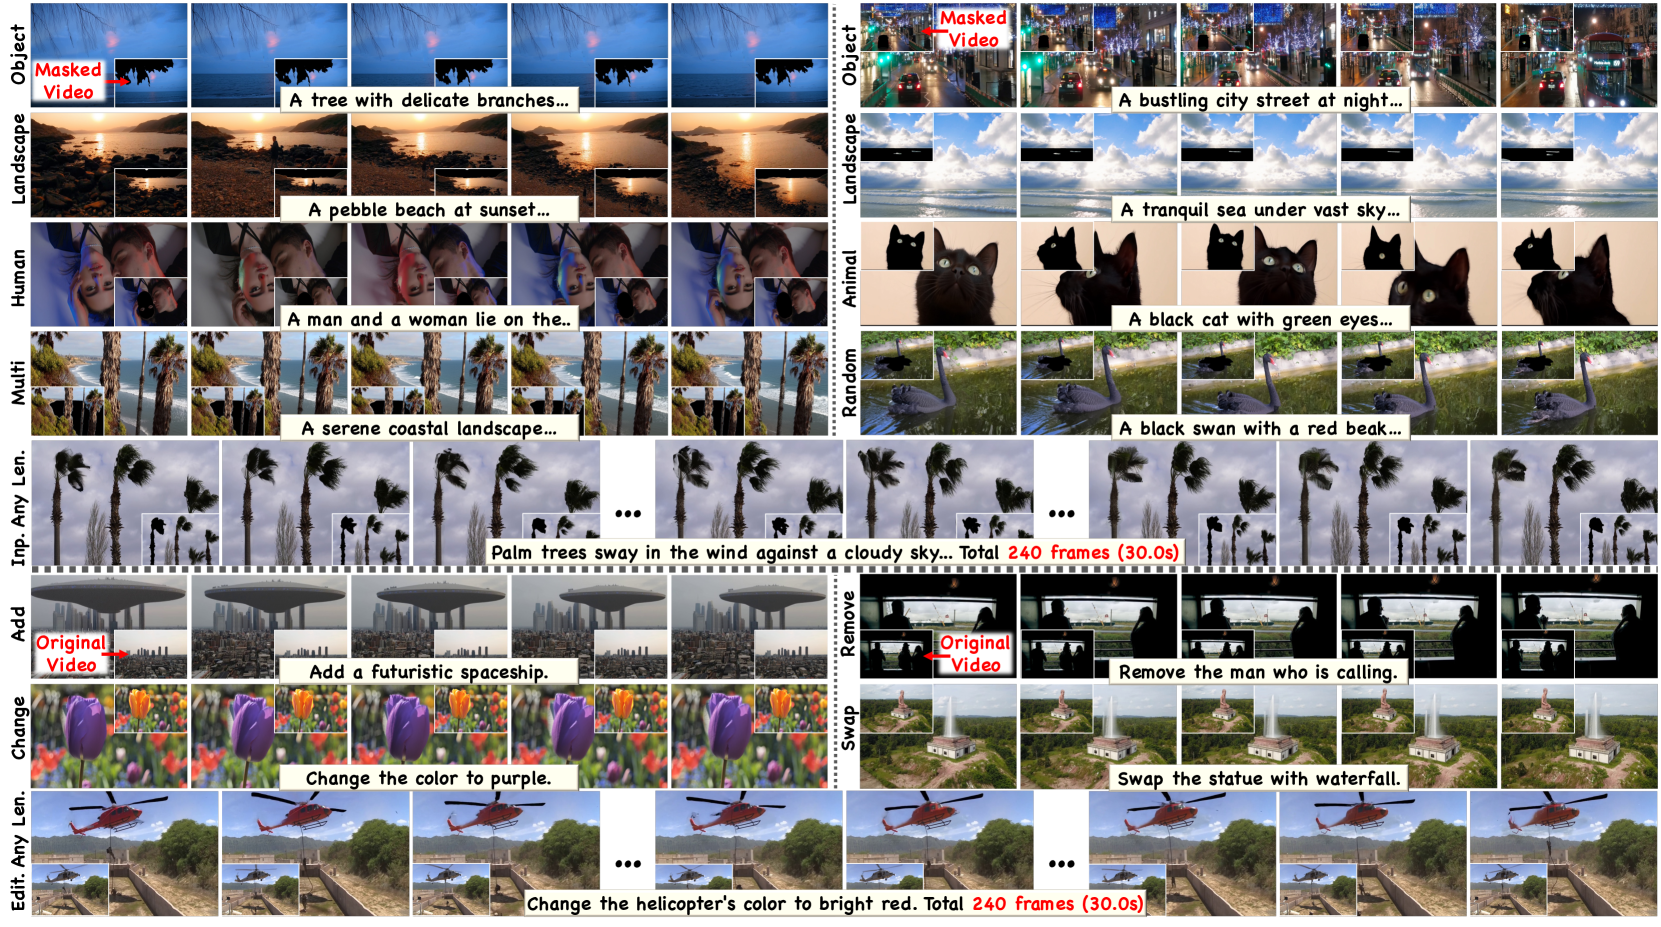 Object
Masked
Video
A tree with delicate branches...
Object
Masked
Video
A bustling city street at night...
Landscape
A pebble beach at sunset...
Landscape
A tranquil sea under vast sky...
Human
A man and a woman lie on the..
Animal
A black cat with green eyes...
Multi
A serene coastal landscape...
Random
A black swan with a red beak...
Inp. Any Len.
...
...
Palm trees sway in the wind against a cloudy sky... Total 240 frames (30.0s)
Add
Original
Video
Add a futuristic spaceship.
Remove
Original
Video
Remove the man who is calling.
Change
Change the color to purple.
Swap
Swap the statue with waterfall.
Edit. Any Len.
...
...
Change the helicopter's color to bright red. Total 240 frames (30.0s)